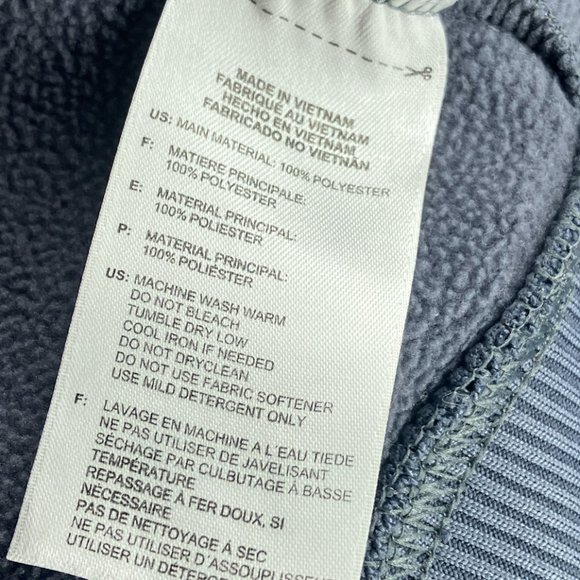 MADE IN VIETNAM
FABRIQUÉ AU VIETNAM
HECHO EN VIETNAM
FABRICADO NO VIETNÃN
US: MAIN MATERIAL: 100% POLYESTER
F: MATIERE PRINCIPALE:
100% POLYESTER
E: MATERIAL PRINCIPAL:
100% POLIESTER
P: MATERIAL PRINCIPAL:
100% POLIÉSTER
US: MACHINE WASH WARM
DO NOT BLEACH
TUMBLE DRY LOW
COOL IRON IF NEEDED
DO NOT DRYCLEAN
DO NOT USE FABRIC SOFTENER
USE MILD DETERGENT ONLY
F: LAVAGE EN MACHINE A L'EAU TIEDE
NE PAS UTILISER DE JAVELISANT
SÉCHAGE PAR CULBUTAGE À BASSE
TEMPÉRATURE
REPASSAGE À FER DOUX, SI
NÉCESSAIRE
PAS DE NETTOYAGE À SEC
NE PAS UTILISER D'ASSOUPLISSEUR
UTILISER UN DÉTERGENT